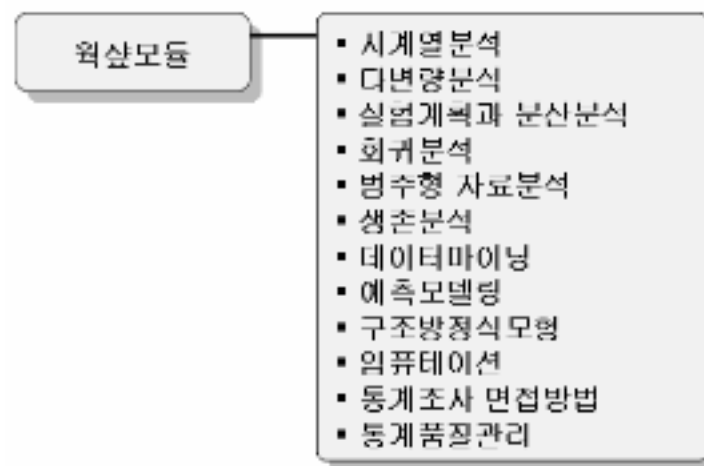 웍샾모듈
▪ 시계열분석
▪ 다변량분석
▪ 실험계획과 분산분석
▪ 회귀분석
▪ 범주형 자료분석
▪ 생존분석
▪ 데이터마이닝
▪ 예측모델링
▪ 구조방정식모형
▪ 임퓨테이션
▪ 통계조사 면접방법
▪ 통계품질관리